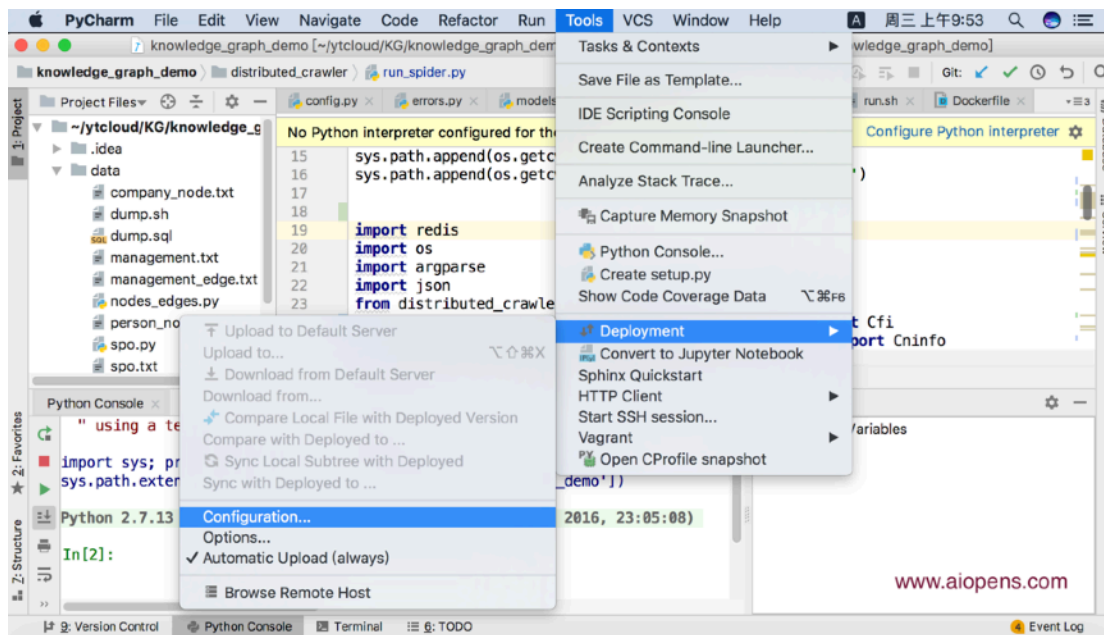 PyCharm File Edit View Navigate Code Refactor Run Tools VCS Window Help A 周三上午9:53
knowledge_graph_demo [~/ytcloud/KG/knowledge_graph_dem
wledge_graph_demo]
knowledge_graph_demo distributed_crawler run_spider.py
Git:
1: Project
Project Files
config.py errors.py models
run.sh Dockerfile
3
~/ytcloud/KG/knowledge_g
.idea
data
company_node.txt
dump.sh
SQL dump.sql
management.txt
management_edge.txt
nodes_edges.py
person_no
spo.py
spo.txt
No Python interpreter configured for the
Configure Python interpreter
15 sys.path.append(os.getc
16 sys.path.append(os.getc
')
17
18
19 import redis
20 import os
21 import argparse
22 import json
23 from distributed_crawle
t Cfi
port Cninfo
Tasks & Contexts
Save File as Template...
IDE Scripting Console
Create Command-line Launcher...
Analyze Stack Trace...
Capture Memory Snapshot
Python Console...
Create setup.py
Show Code Coverage Data ⌥⌘F6
Deployment
Convert to Jupyter Notebook
Sphinx Quickstart
HTTP Client
Start SSH session...
Vagrant
Open CProfile snapshot
Upload to Default Server
Upload to... ⌥⇧⌘X
Download from Default Server
Download from...
Compare Local File with Deployed Version
Compare with Deployed to ...
Sync Local Subtree with Deployed
Sync with Deployed to ...
Configuration...
Options...
✓ Automatic Upload (always)
Browse Remote Host
Python Console
" using a te
import sys; pr
sys.path.exter
_demo'])
Python 2.7.13
2016, 23:05:08)
In[2]:
/ariables
2: Favorites
Z: Structure
www.aiopens.com
9: Version Control Python Console Terminal 6: TODO 4 Event Log